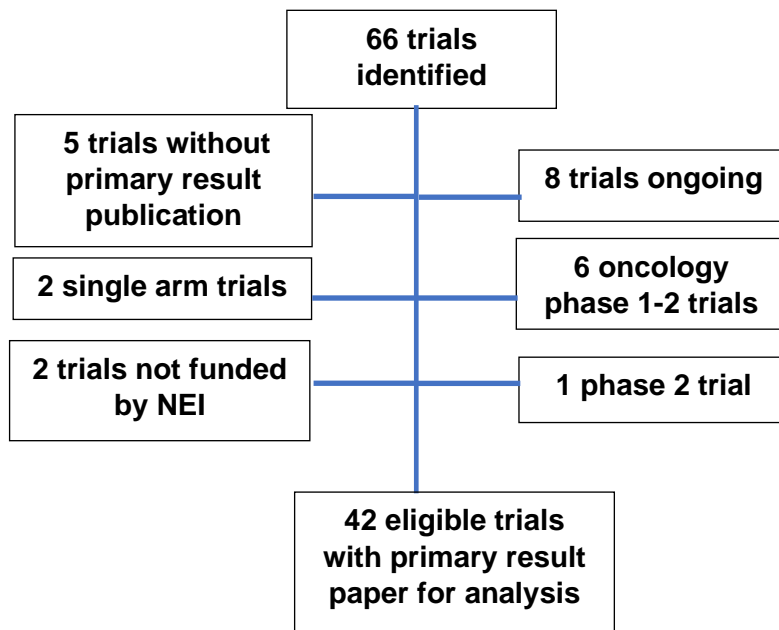 66 trials
identified
5 trials without
primary result
publication
8 trials ongoing
2 single arm trials
6 oncology
phase 1-2 trials
2 trials not funded
by NEI
1 phase 2 trial
42 eligible trials
with primary result
paper for analysis